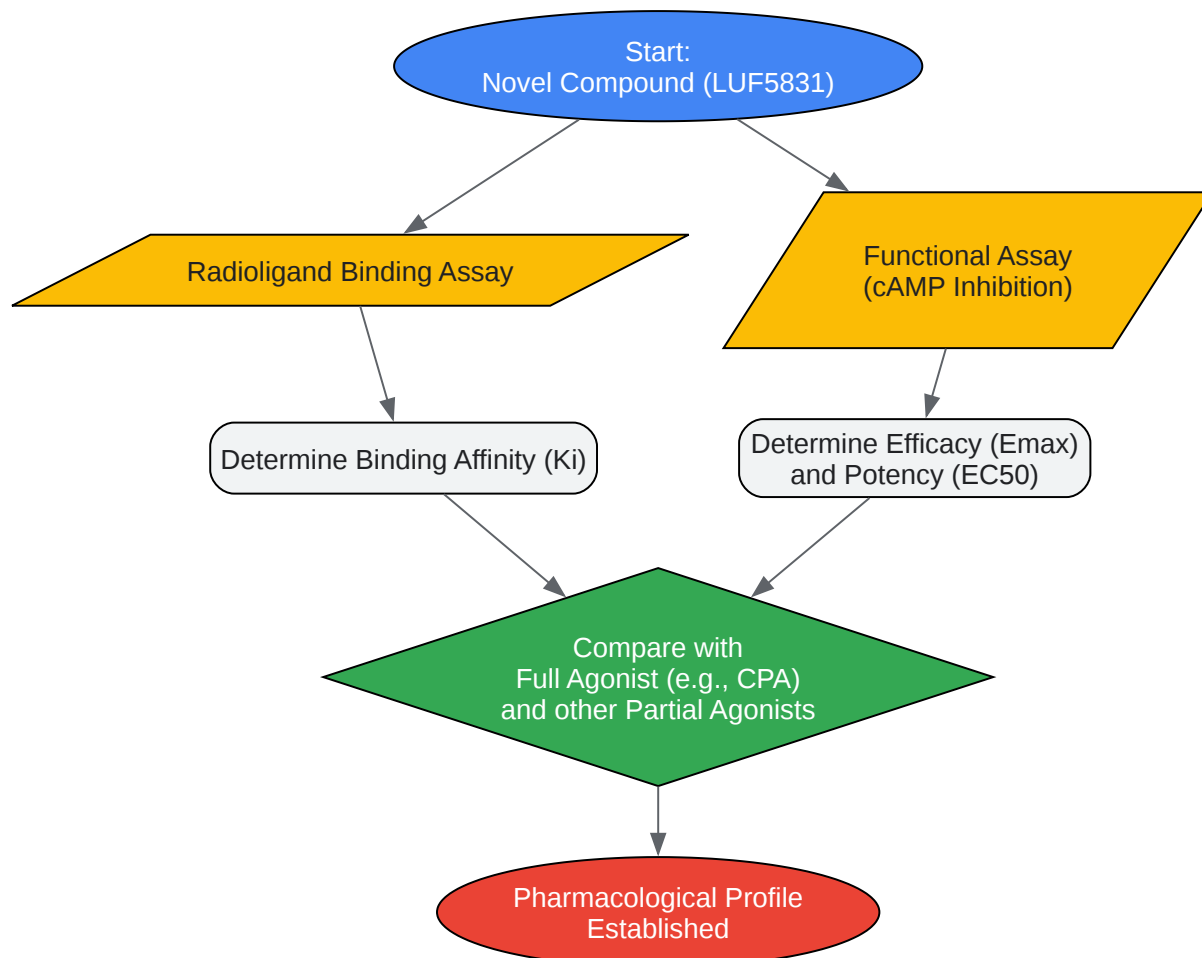 Start:
Novel Compound (LUF5831)
Radioligand Binding Assay
Functional Assay
(cAMP Inhibition)
Determine Binding Affinity (Ki)
Determine Efficacy (Emax)
and Potency (EC50)
Compare with
Full Agonist (e.g., CPA)
and other Partial Agonists
Pharmacological Profile
Established